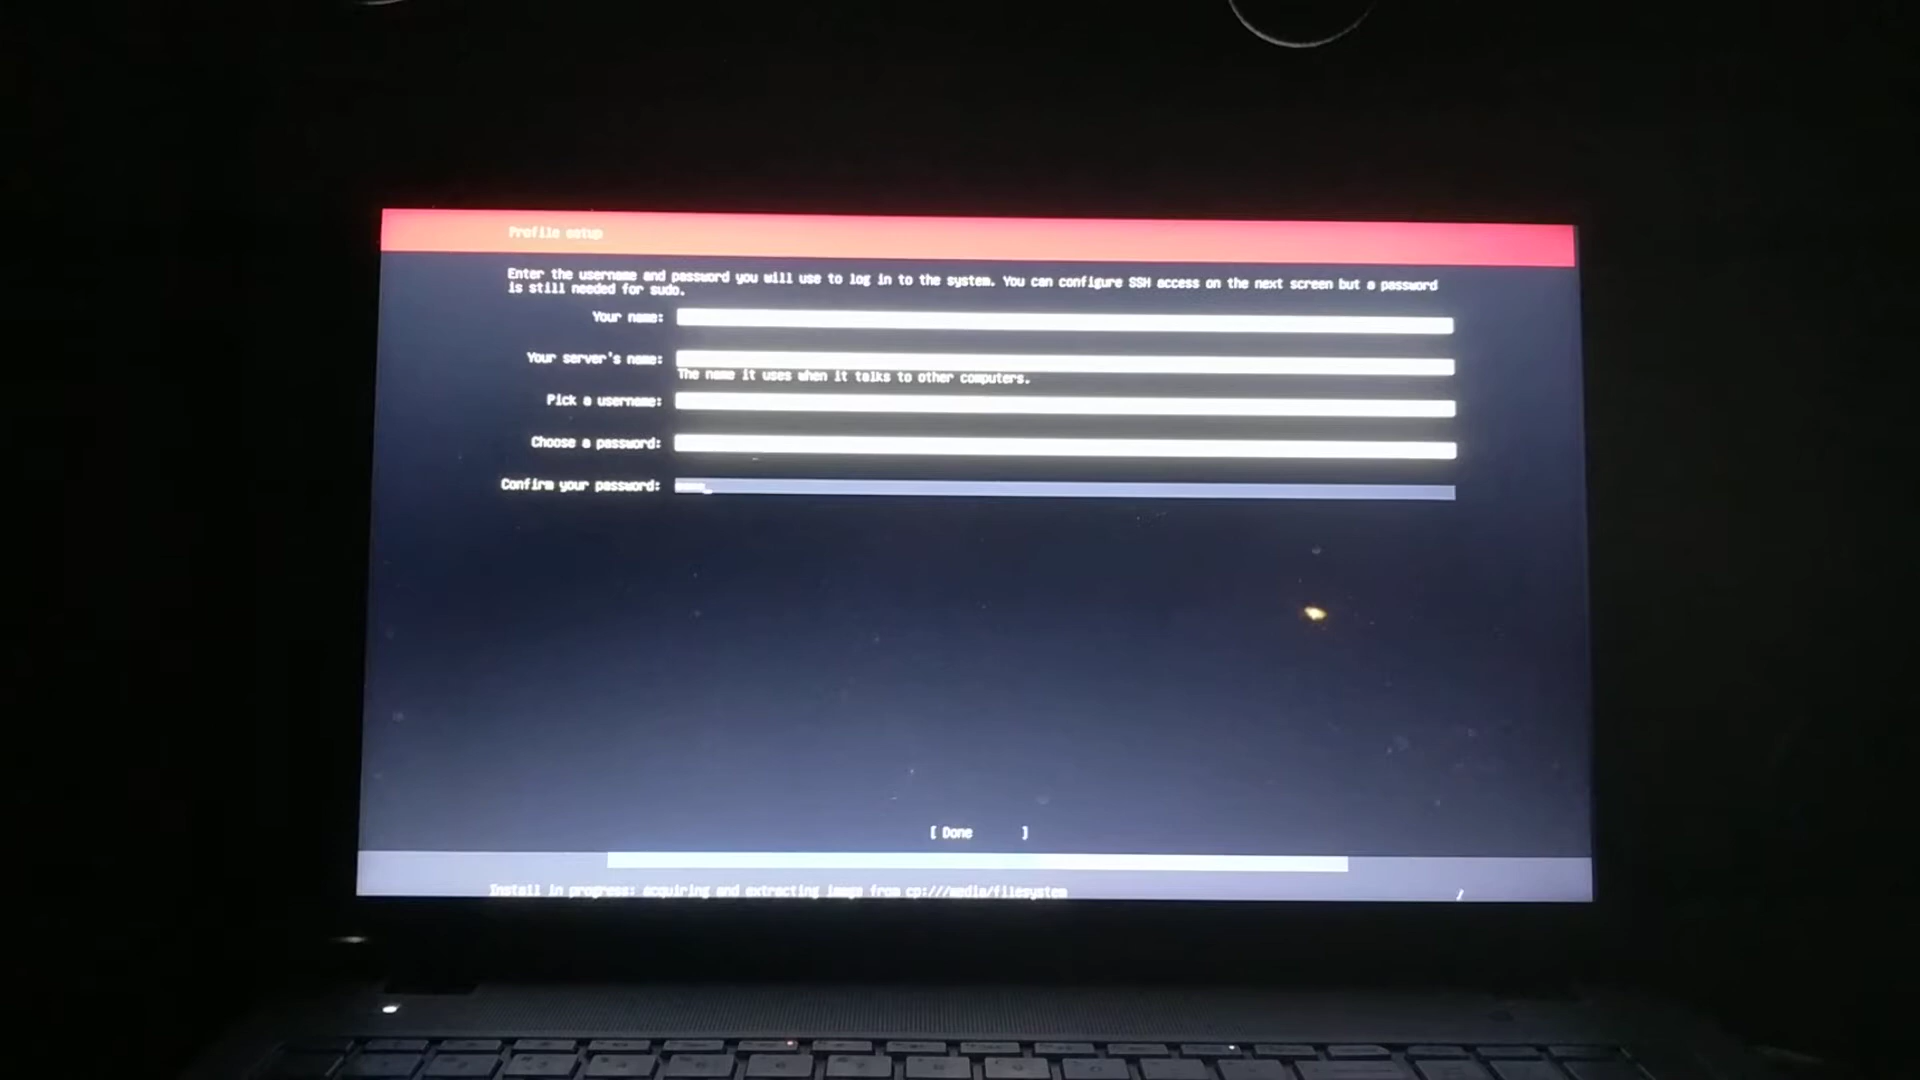 Profile setup
Enter the username and password you will use to log in to the system. You can configure SSH access on the next screen but a password
is still needed for sudo.
Your name:
Your server's name:
The name it uses when it talks to other computers.
Pick a username:
Choose a password:
Confirm your password: ****_
[ Done ]
Install in progress: acquiring and extracting image from cp:///media/filesystem
/